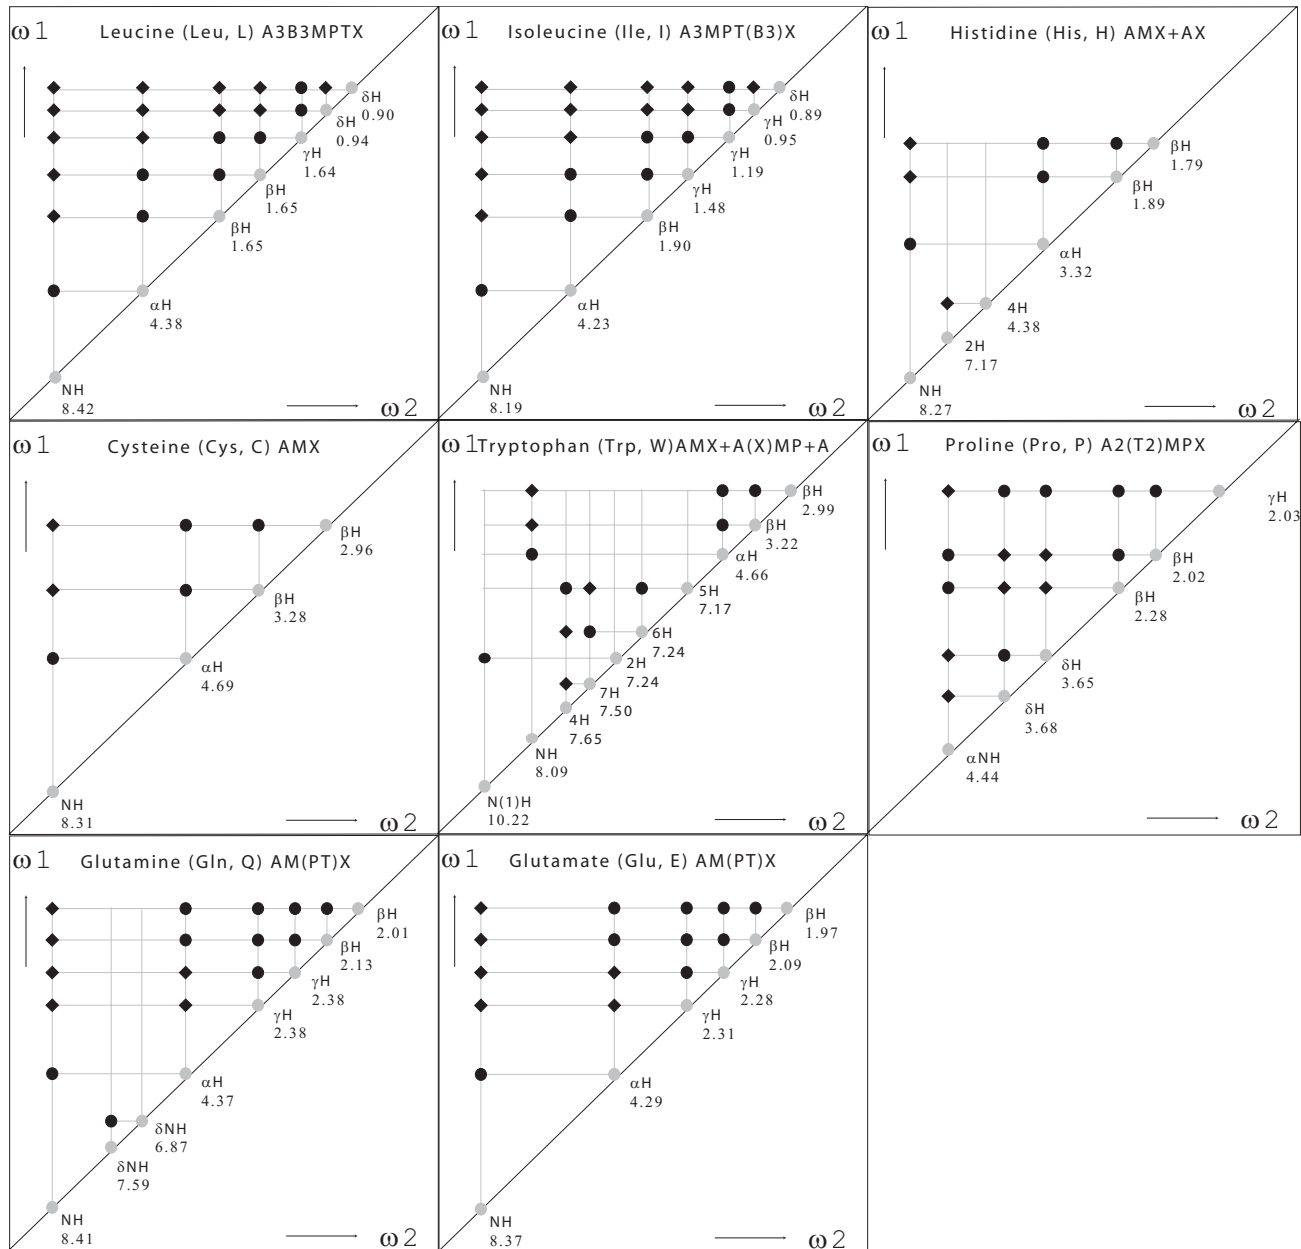 ω1
Leucine (Leu, L) A3B3MPTX
δH
0.90
δH
0.94
γH
1.64
βH
1.65
βH
1.65
αH
4.38
NH
8.42
ω2
Isoleucine (Ile, I) A3MPT(B3)X
δH
0.89
γH
0.95
γH
1.19
γH
1.48
βH
1.90
αH
4.23
NH
8.19
ω2
ω1
ω1
Histidine (His, H) AMX+AX
βH
1.79
βH
1.89
αH
3.32
4H
4.38
2H
7.17
NH
8.27
ω2
ω1
Cysteine (Cys, C) AMX
βH
2.96
βH
3.28
αH
4.69
NH
8.31
ω2
ω1Tryptophan (Trp, W)AMX+A(X)MP+A
βH
2.99
βH
3.22
αH
4.66
5H
7.17
6H
7.24
2H
7.24
7H
7.50
4H
7.65
NH
8.09
N(1)H
10.22
ω2
ω1
Proline (Pro, P) A2(T2)MPX
γH
2.03
βH
2.02
βH
2.28
δH
3.65
δH
3.68
αNH
4.44
ω2
ω1
Glutamine (Gln, Q) AM(PT)X
βH
2.01
βH
2.13
γH
2.38
γH
2.38
αH
4.37
δNH
6.87
δNH
7.59
NH
8.41
ω2
ω1
Glutamate (Glu, E) AM(PT)X
βH
1.97
βH
2.09
γH
2.28
γH
2.31
αH
4.29
NH
8.37
ω2